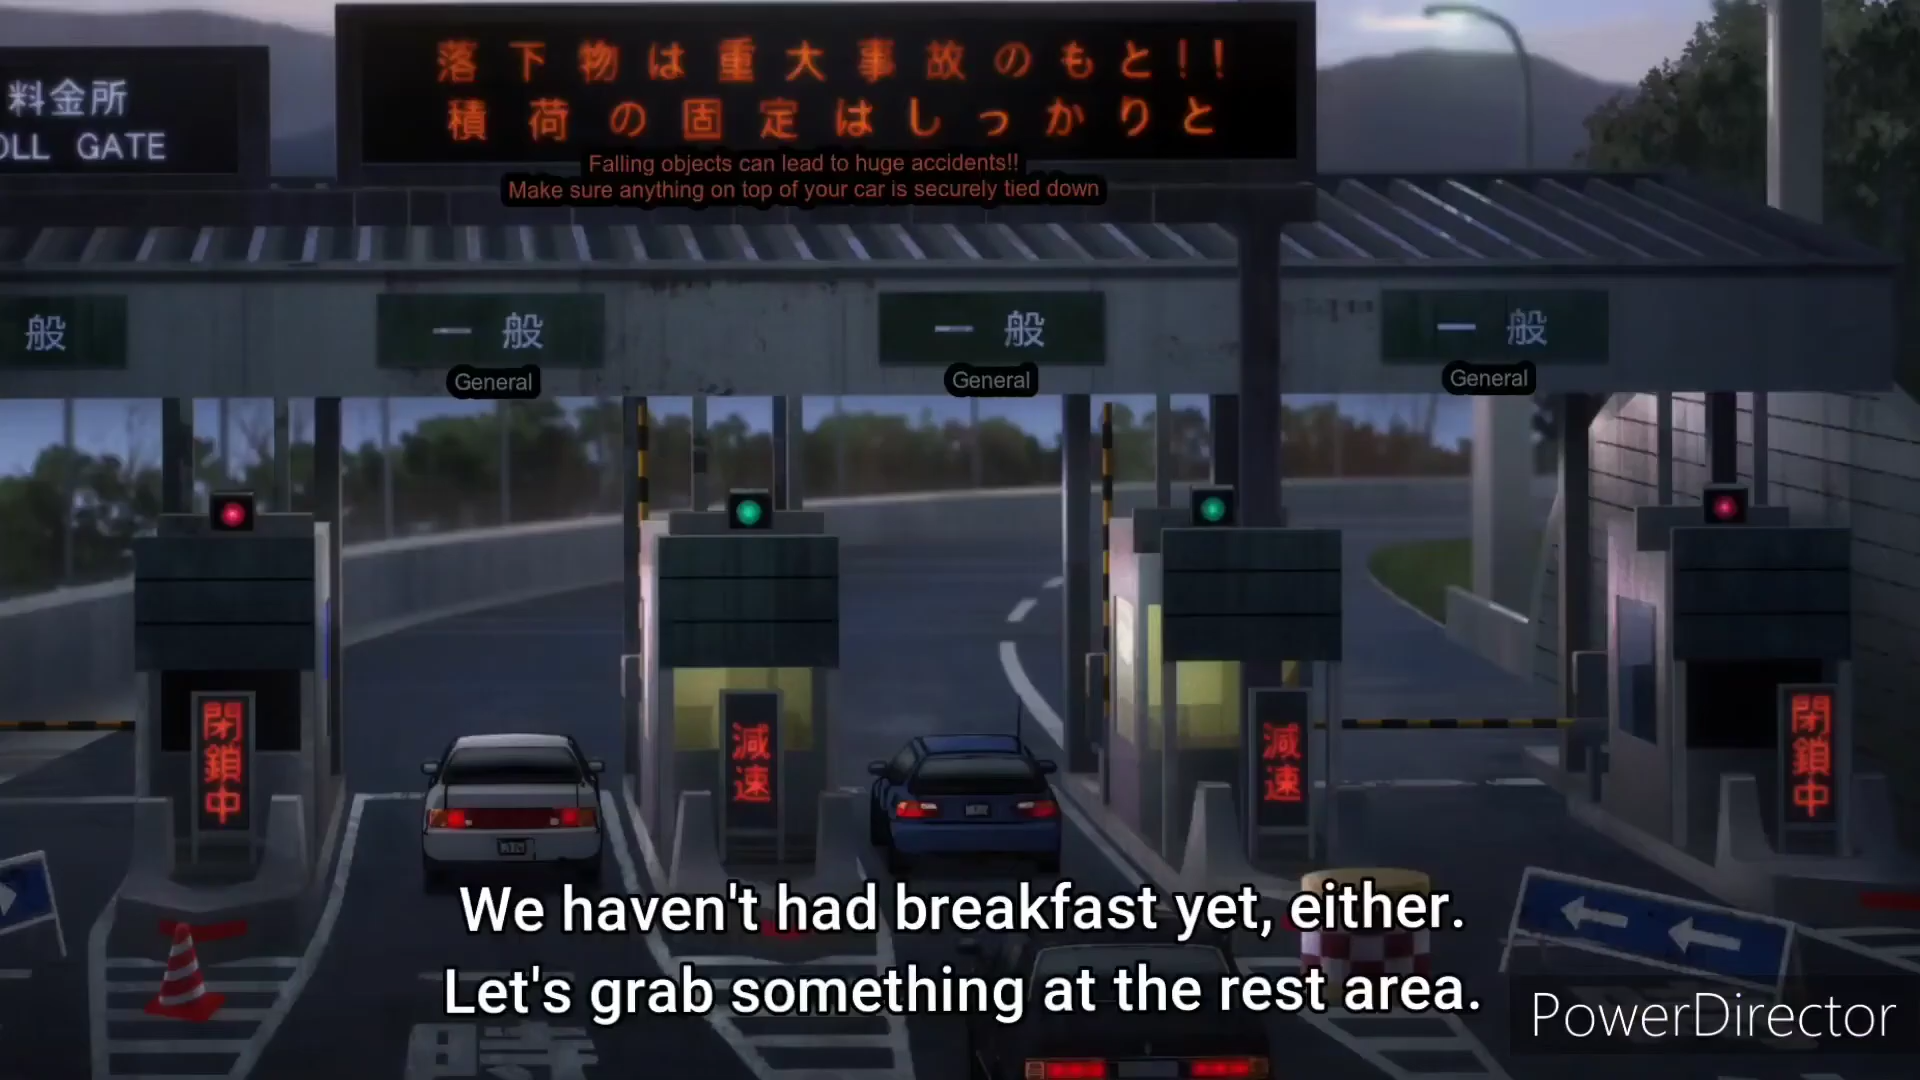 落下物は重大事故のもと!!
積荷の固定はしっかりと
料金所
OLL GATE
Falling objects can lead to huge accidents!!
Make sure anything on top of your car is securely tied down
般
一般
一般
一般
General
General
General
閉鎖中
減速
減速
閉鎖中
We haven't had breakfast yet, either.
Let's grab something at the rest area.
PowerDirector